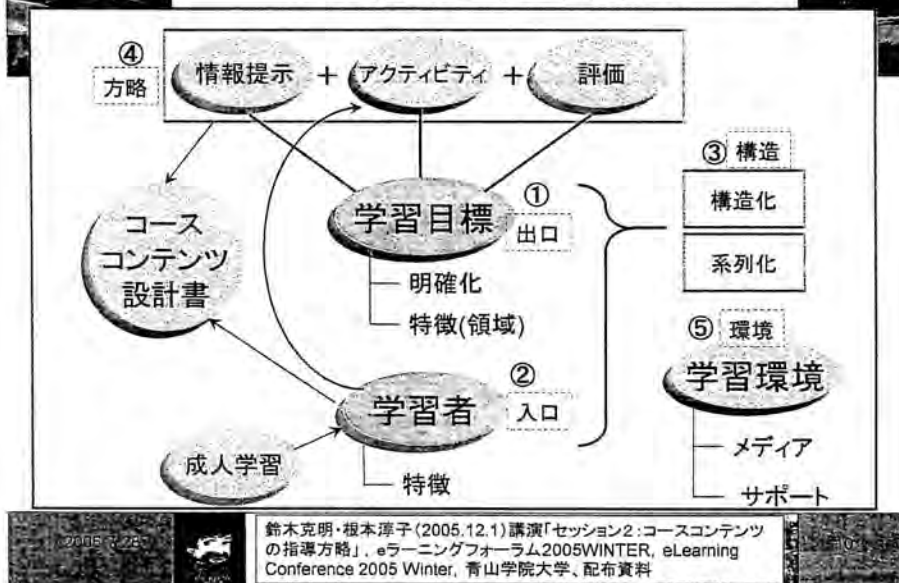 ④
方略
情報提示 + アクティビティ + 評価
③ 構造
構造化
系列化
コース
コンテンツ
設計書
学習目標
①
出口
明確化
特徴(領域)
⑤ 環境
学習環境
メディア
サポート
学習者
②
入口
特徴
成人学習
鈴木克明・根本淳子(2005.12.1)講演「セッション2:コースコンテンツ
の指導方略」, eラーニングフォーラム2005WINTER, eLearning
Conference 2005 Winter, 青山学院大学、配布資料